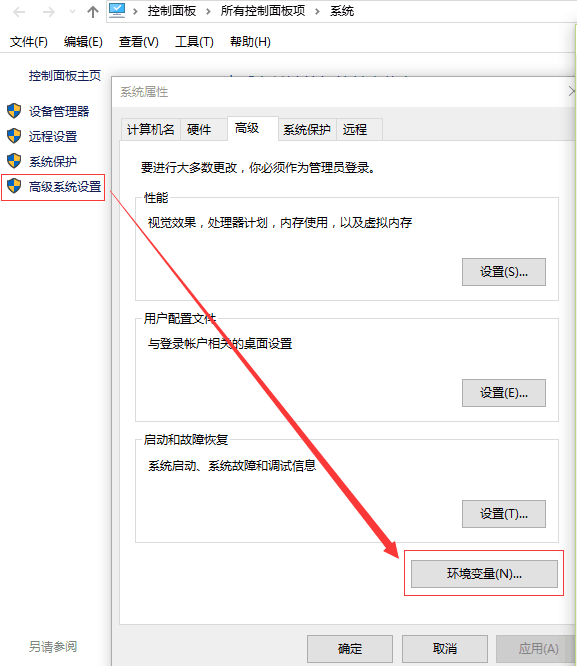 控制面板 所有控制面板项 系统
文件(F) 编辑(E) 查看(V) 工具(T) 帮助(H)
控制面板主页
设备管理器
远程设置
系统保护
高级系统设置
另请参阅
系统属性
计算机名 硬件 高级 系统保护 远程
要进行大多数更改，你必须作为管理员登录。
性能
视觉效果，处理器计划，内存使用，以及虚拟内存
设置(S)...
用户配置文件
与登录帐户相关的桌面设置
设置(E)...
启动和故障恢复
系统启动、系统故障和调试信息
设置(T)...
环境变量(N)...
确定 取消 应用(A)